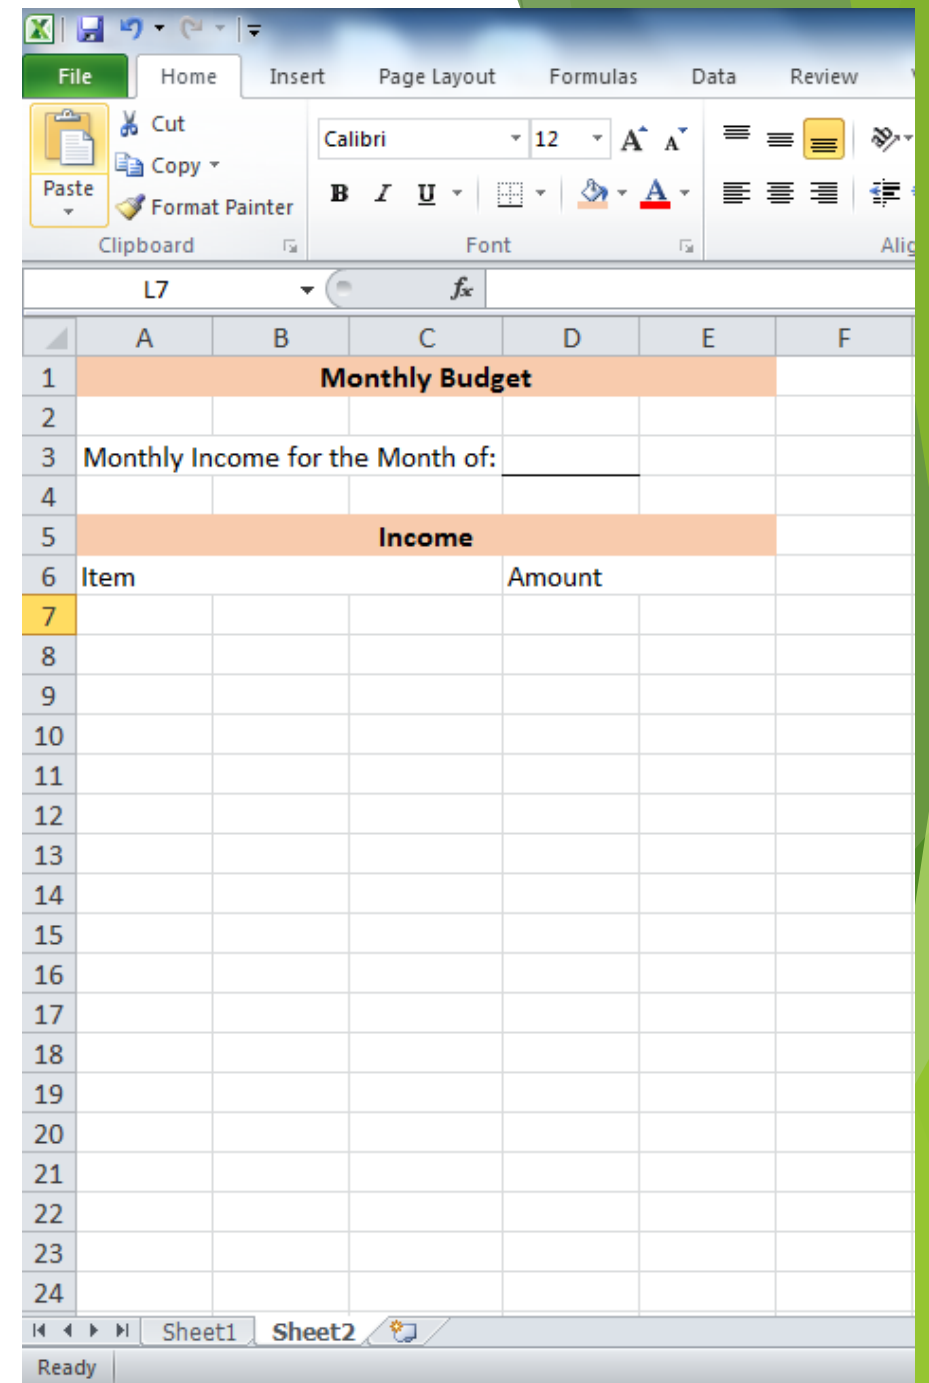 File Home Insert Page Layout Formulas Data Review
Cut
Calibri 12 A A
Copy
Paste
B I U A
Format Painter
Clipboard Font
L7 fx
A B C D E F
1 Monthly Budget
2
3 Monthly Income for the Month of:
4
5 Income
6 Item Amount
7
8
9
10
11
12
13
14
15
16
17
18
19
20
21
22
23
24
Sheet1 Sheet2
Ready